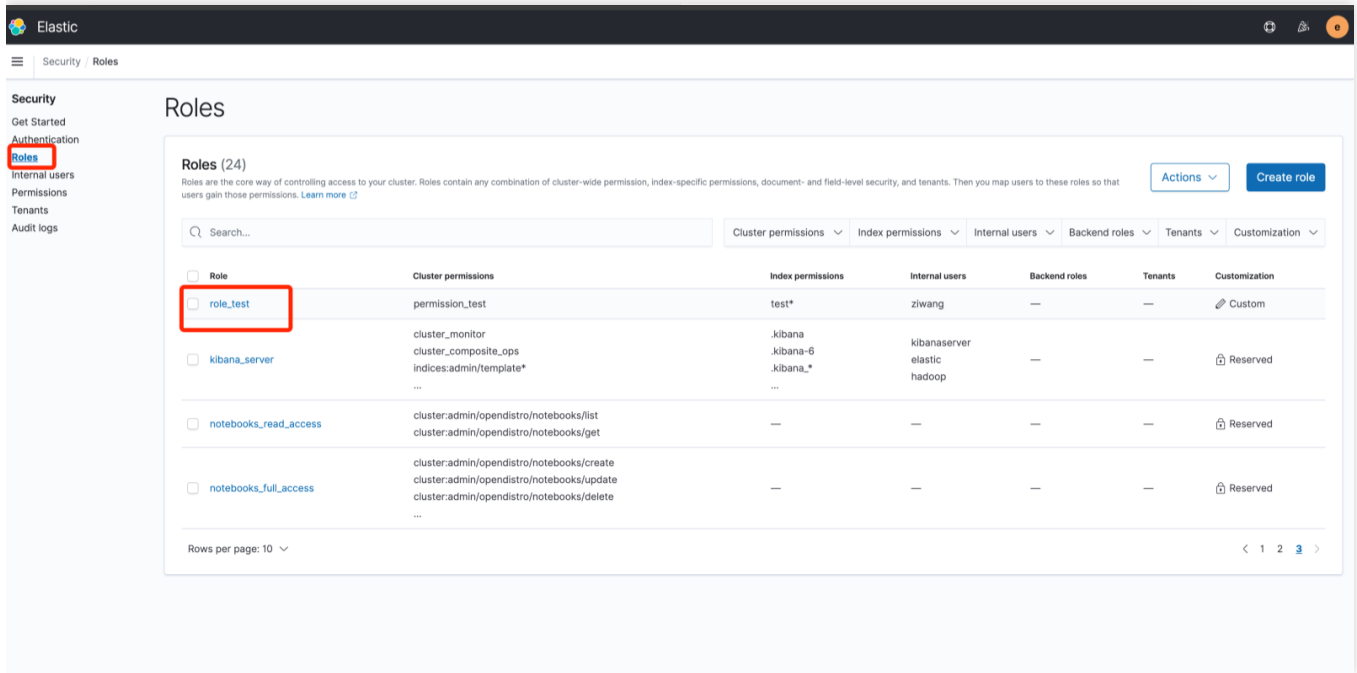 Elastic
e
Security / Roles
Security
Get Started
Authentication
Roles
Internal users
Permissions
Tenants
Audit logs
Roles
Roles (24)
Roles are the core way of controlling access to your cluster. Roles contain any combination of cluster-wide permission, index-specific permissions, document- and field-level security, and tenants. Then you map users to these roles so that
users gain those permissions. Learn more
Actions
Create role
Search...
Cluster permissions Index permissions Internal users Backend roles Tenants Customization
Role Cluster permissions Index permissions Internal users Backend roles Tenants Customization
role_test permission_test test* ziwang — — Custom
kibana_server
cluster_monitor
cluster_composite_ops
indices:admin/template*
...
.kibana
.kibana-6
.kibana_*
...
kibanaserver
elastic
hadoop
— — Reserved
notebooks_read_access
cluster:admin/opendistro/notebooks/list
cluster:admin/opendistro/notebooks/get
— — — — Reserved
notebooks_full_access
cluster:admin/opendistro/notebooks/create
cluster:admin/opendistro/notebooks/update
cluster:admin/opendistro/notebooks/delete
...
— — — — Reserved
Rows per page: 10
< 1 2 3 >